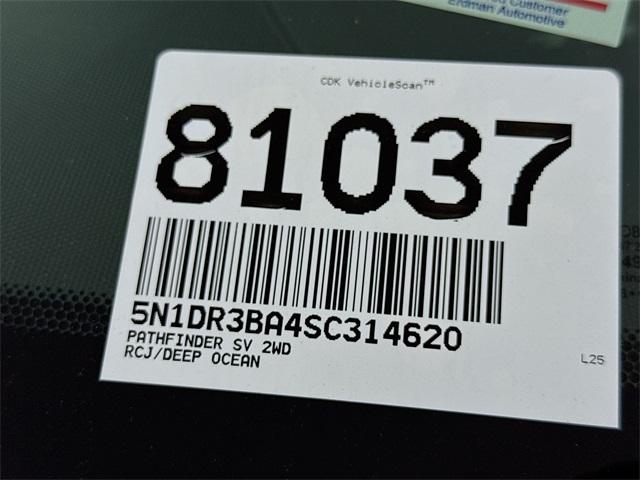 Customer
Erdman Automotive
CDK VehicleScan™
81037
5N1DR3BA4SC314620
PATHFINDER SV 2WD
RCJ/DEEP OCEAN
L25